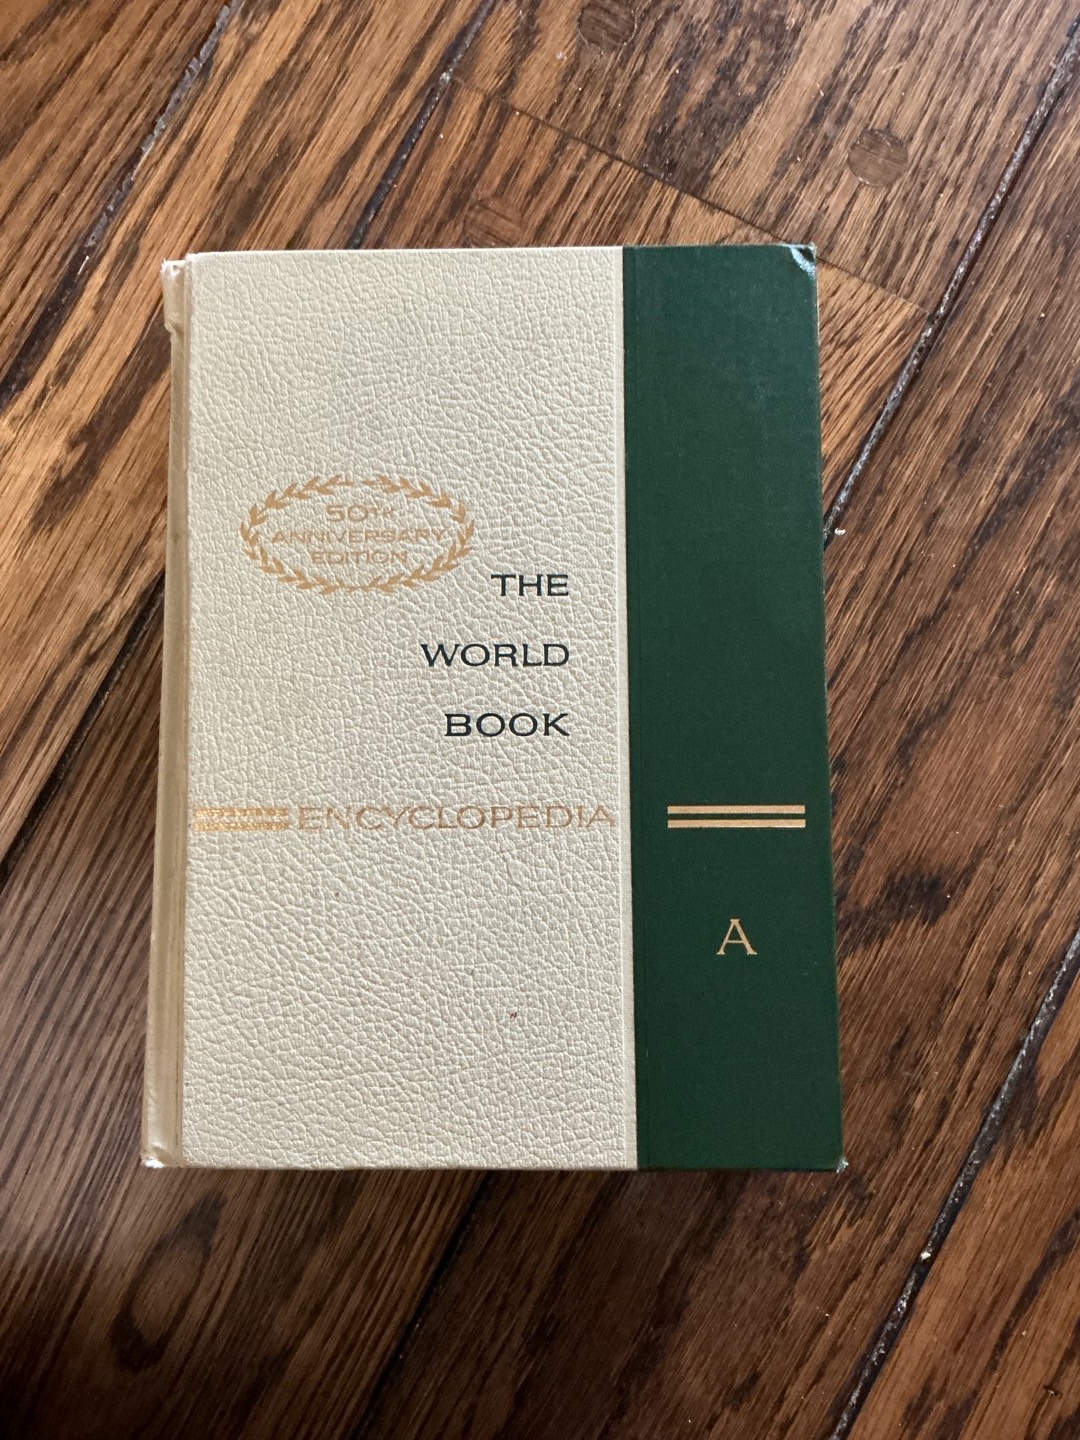 50TH
ANNIVERSARY
EDITION
THE
WORLD
BOOK
ENCYCLOPEDIA
A